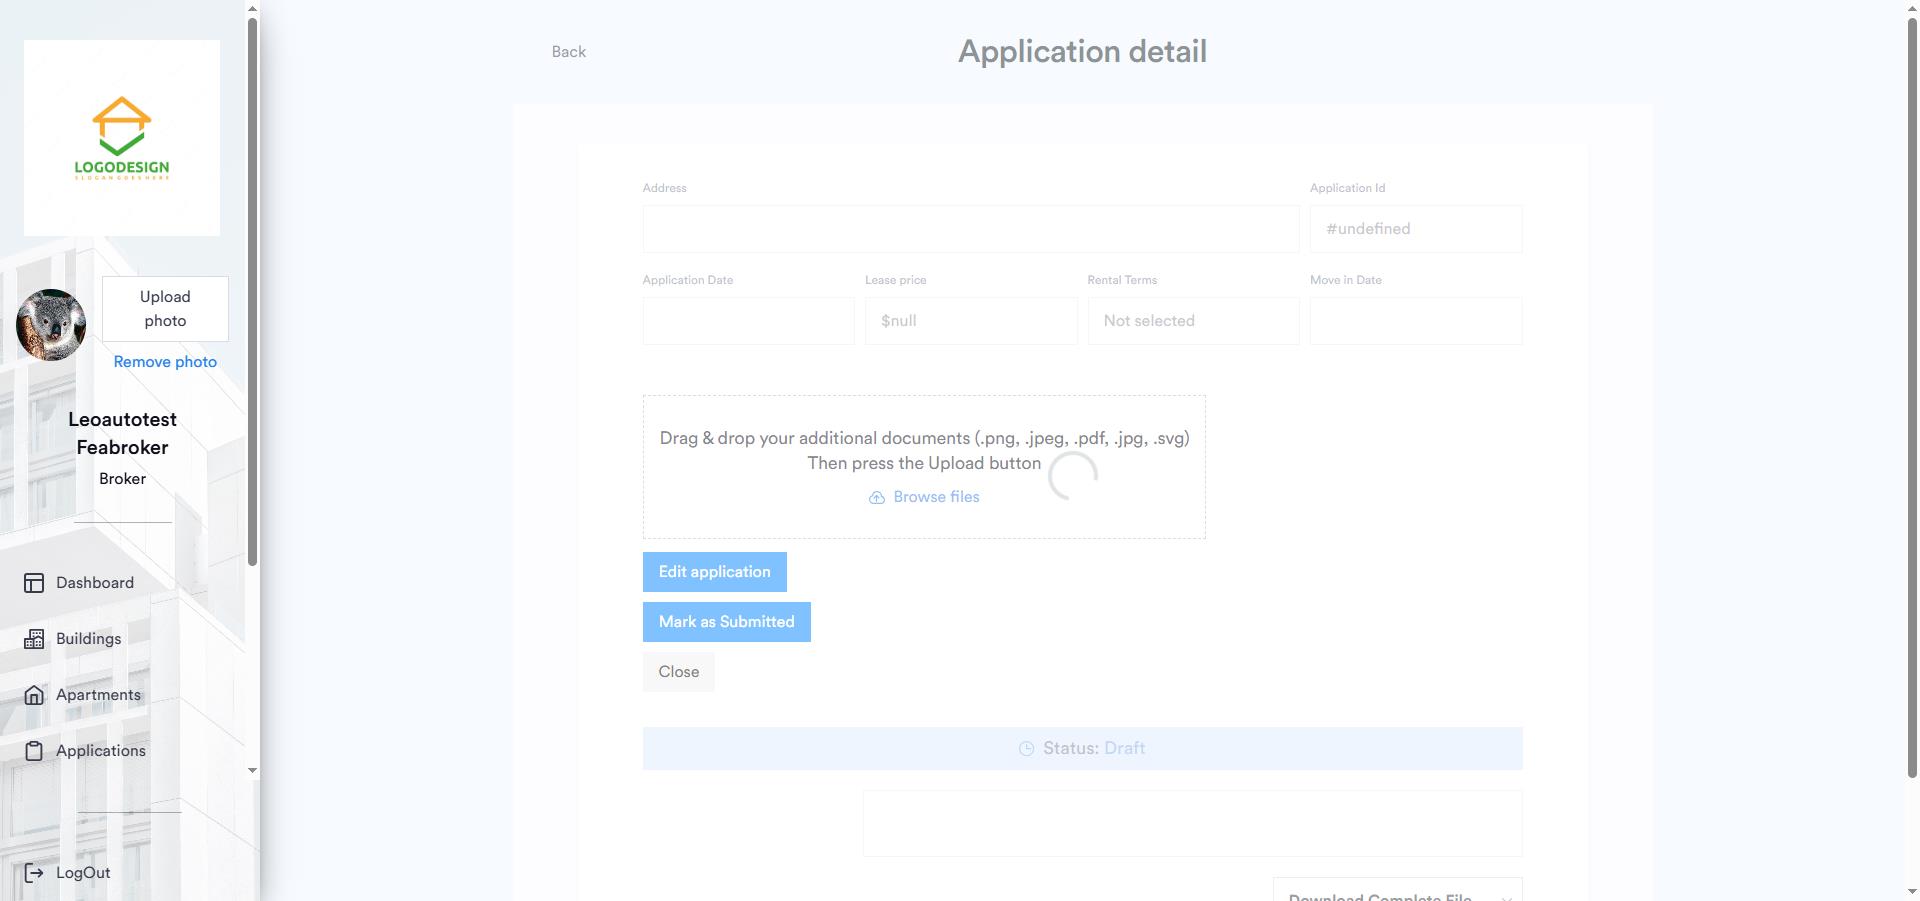 LOGODESIGN
SLOGAN GOES HERE
Upload
photo
Remove photo
Leoautotest
Feabroker
Broker
Dashboard
Buildings
Apartments
Applications
LogOut
Back
Application detail
Address
Application Id
#undefined
Application Date
Lease price
Rental Terms
Move in Date
$null
Not selected
Drag & drop your additional documents (.png, .jpeg, .pdf, .jpg, .svg)
Then press the Upload button
Browse files
Edit application
Mark as Submitted
Close
Status: Draft
Download Complete File